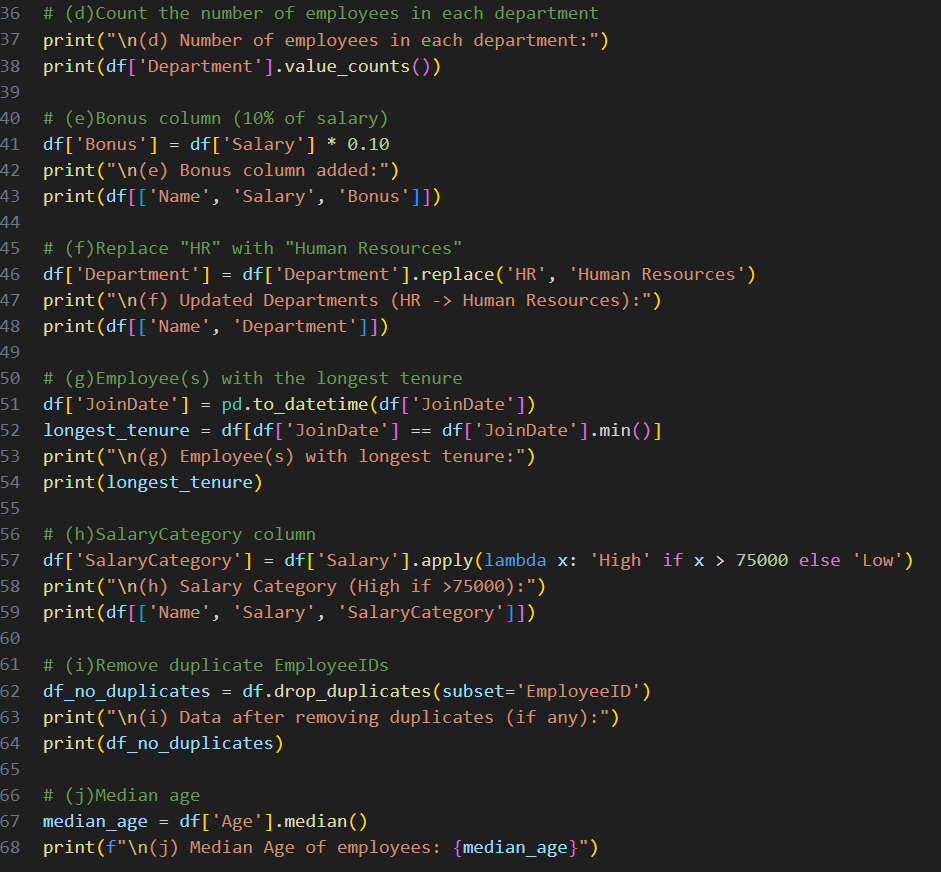 36 # (d)Count the number of employees in each department
37 print("\n(d) Number of employees in each department:")
38 print(df['Department'].value_counts())
39
40 # (e)Bonus column (10% of salary)
41 df['Bonus'] = df['Salary'] * 0.10
42 print("\n(e) Bonus column added:")
43 print(df[['Name', 'Salary', 'Bonus']])
44
45 # (f)Replace "HR" with "Human Resources"
46 df['Department'] = df['Department'].replace('HR', 'Human Resources')
47 print("\n(f) Updated Departments (HR -> Human Resources):")
48 print(df[['Name', 'Department']])
49
50 # (g)Employee(s) with the longest tenure
51 df['JoinDate'] = pd.to_datetime(df['JoinDate'])
52 longest_tenure = df[df['JoinDate'] == df['JoinDate'].min()]
53 print("\n(g) Employee(s) with longest tenure:")
54 print(longest_tenure)
55
56 # (h)SalaryCategory column
57 df['SalaryCategory'] = df['Salary'].apply(lambda x: 'High' if x > 75000 else 'Low')
58 print("\n(h) Salary Category (High if >75000):")
59 print(df[['Name', 'Salary', 'SalaryCategory']])
60
61 # (i)Remove duplicate EmployeeIDs
62 df_no_duplicates = df.drop_duplicates(subset='EmployeeID')
63 print("\n(i) Data after removing duplicates (if any):")
64 print(df_no_duplicates)
65
66 # (j)Median age
67 median_age = df['Age'].median()
68 print(f"\n(j) Median Age of employees: {median_age}")